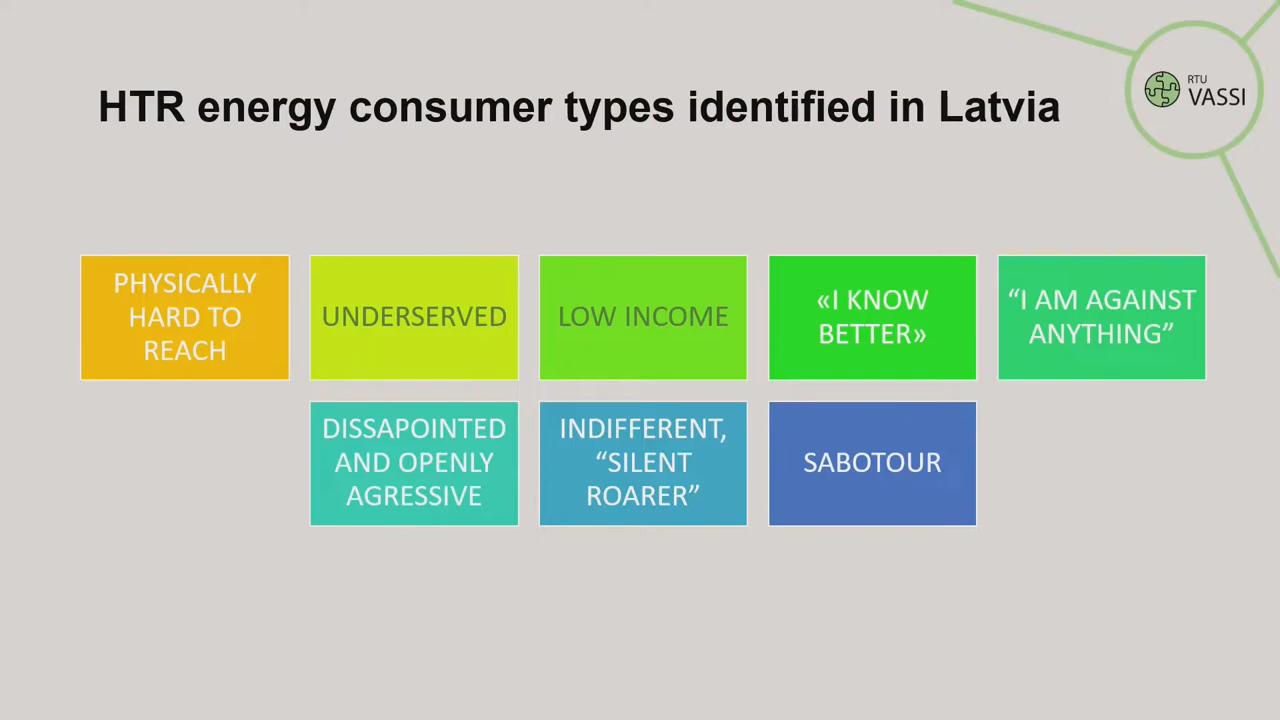 HTR energy consumer types identified in Latvia
RTU
VASSI
PHYSICALLY
HARD TO
REACH
UNDERSERVED
LOW INCOME
«I KNOW
BETTER»
“I AM AGAINST
ANYTHING”
DISSAPOINTED
AND OPENLY
AGRESSIVE
INDIFFERENT,
“SILENT
ROARER”
SABOTOUR